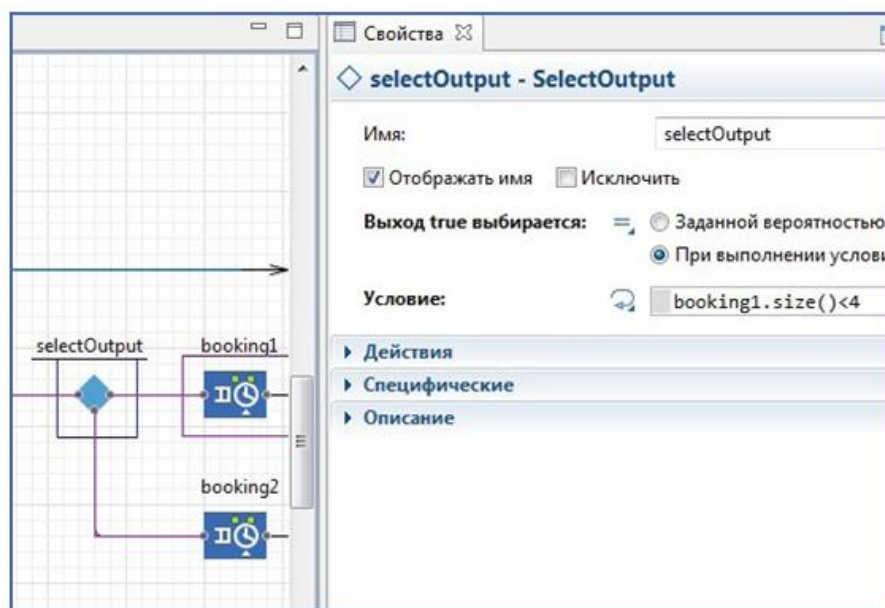 Свойства
selectOutput - SelectOutput
Имя:
selectOutput
Отображать имя
Исключить
Выход true выбирается:
Заданной вероятностью
При выполнении услови
Условие:
booking1.size()<4
Действия
Специфические
Описание
selectOutput
booking1
booking2